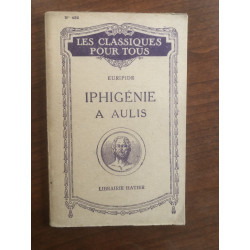 LES CLASSIQUES
POUR TOUS
EURIPIDE
IPHIGÉNIE
A AULIS
LIBRAIRIE HATIER